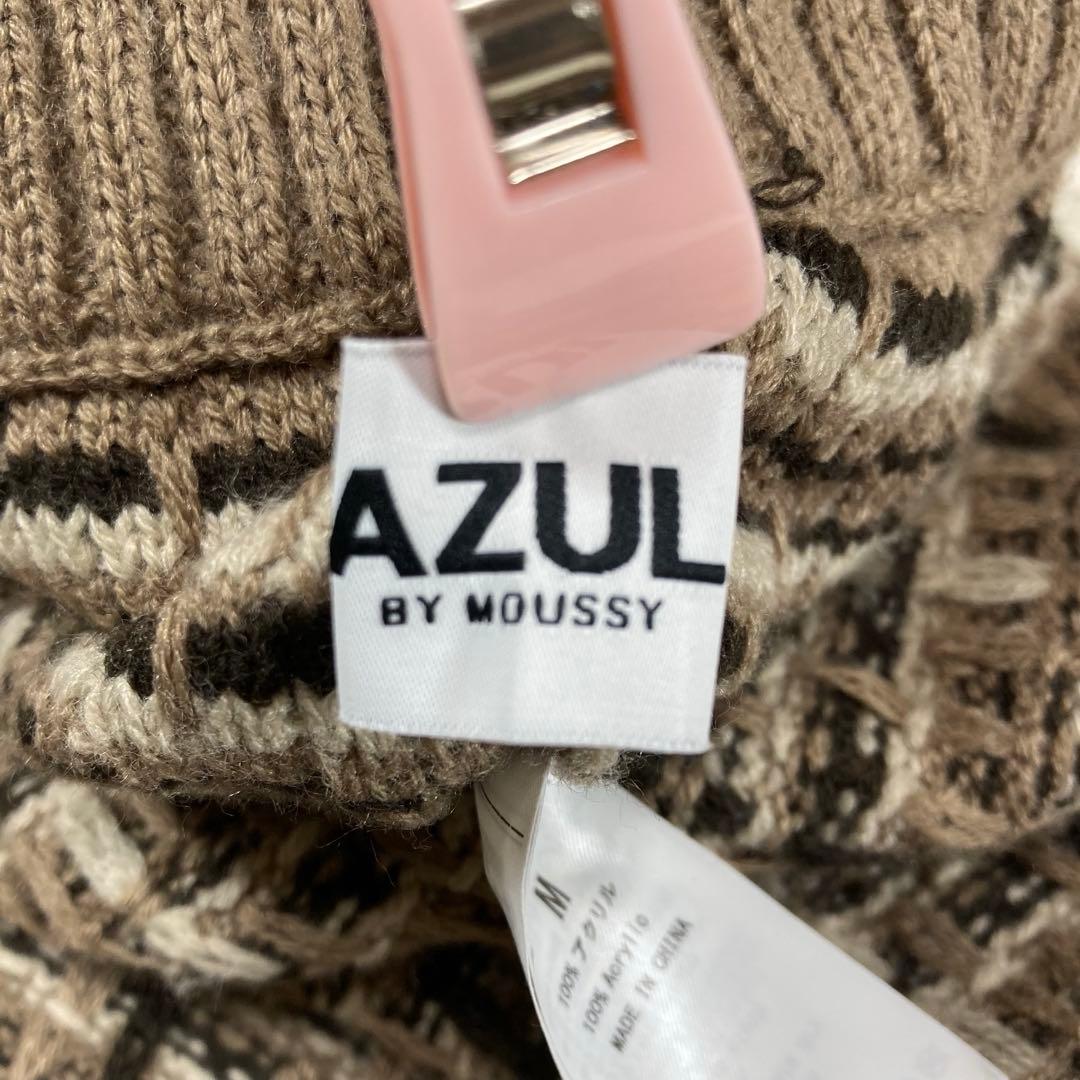 AZUL
BY MOUSSY
M
100% アクリル
100% Acrylic
MADE IN CHINA